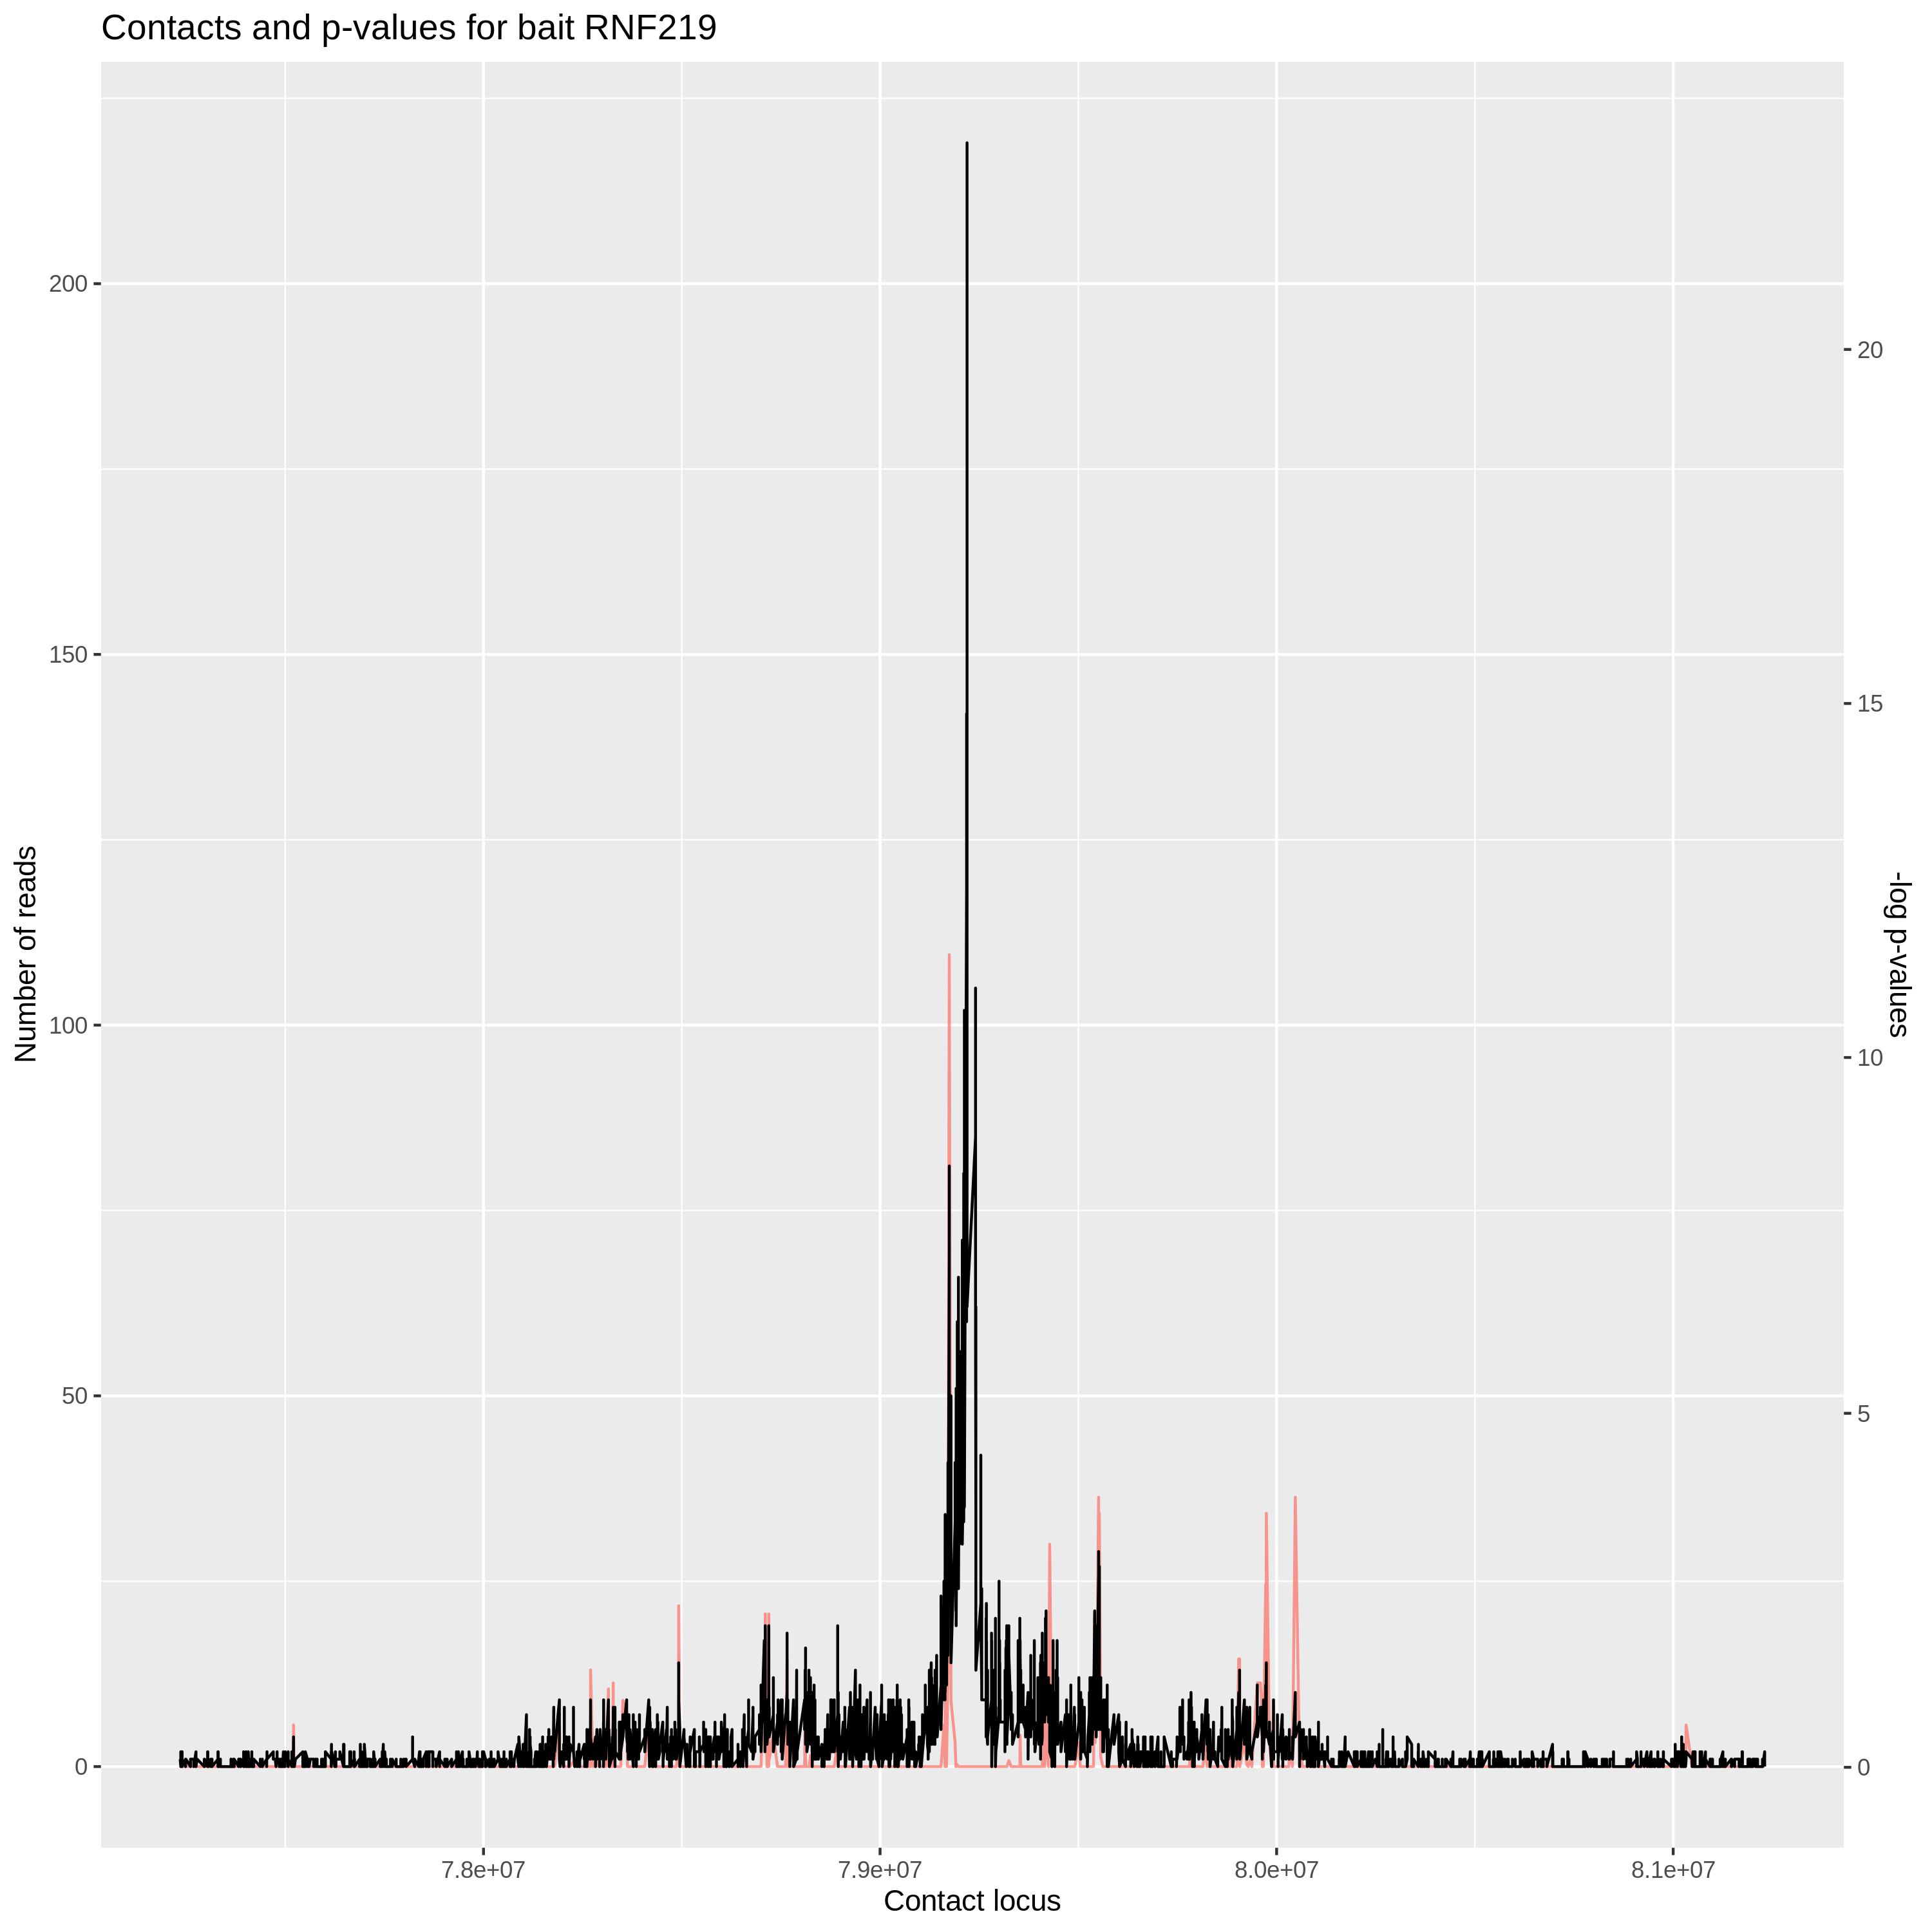 Contacts and p-values for bait RNF219
Number of reads
200
150
100
50
0
20
15
10
5
0
-log p-values
7.8e+07
7.9e+07
8.0e+07
8.1e+07
Contact locus